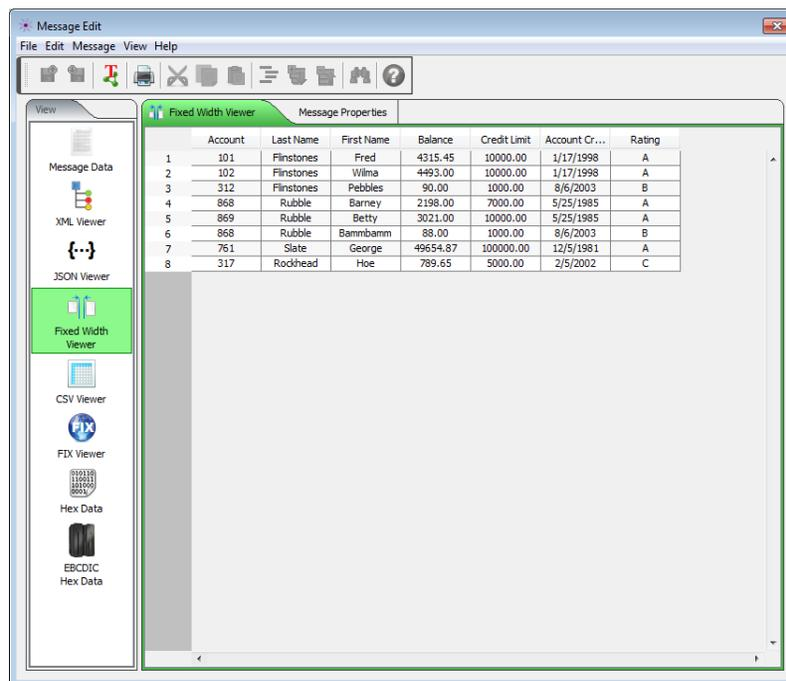 Message Edit
File Edit Message View Help
View
Message Data
XML Viewer
{···}
JSON Viewer
Fixed Width
Viewer
CSV Viewer
FIX
FIX Viewer
010110
110011
101000
0001
Hex Data
EBCDIC
Hex Data
Fixed Width Viewer Message Properties
Account Last Name First Name Balance Credit Limit Account Cr... Rating
1 101 Flinstones Fred 4315.45 10000.00 1/17/1998 A
2 102 Flinstones Wilma 4493.00 10000.00 1/17/1998 A
3 312 Flinstones Pebbles 90.00 1000.00 8/6/2003 B
4 868 Rubble Barney 2198.00 7000.00 5/25/1985 A
5 869 Rubble Betty 3021.00 10000.00 5/25/1985 A
6 868 Rubble Bammbamm 88.00 1000.00 8/6/2003 B
7 761 Slate George 49654.87 100000.00 12/5/1981 A
8 317 Rockhead Hoe 789.65 5000.00 2/5/2002 C